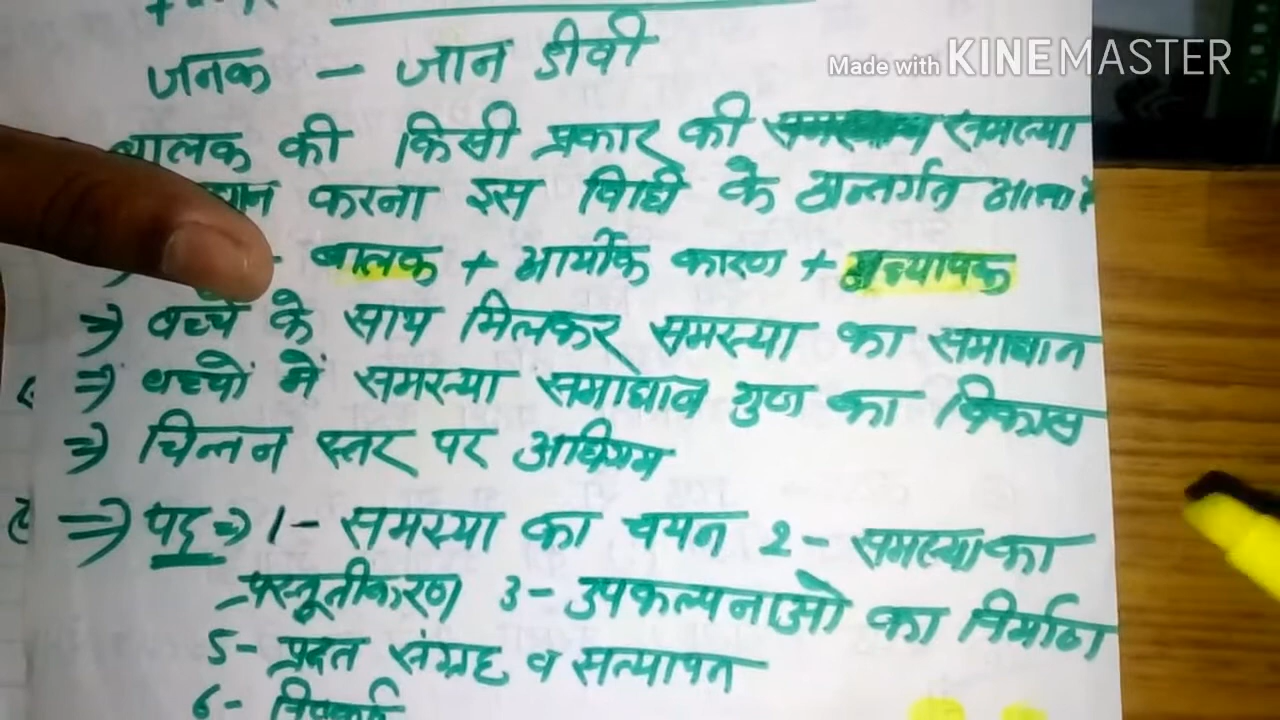 Made with KINEMASTER
जनक - जान डीवी
बालक की किसी प्रकार की समस्या
करना इस विधि के अन्तर्गत आता है
बालक + आर्थिक कारण + अध्यापक
=> बच्चे के साथ मिलकर समस्या का समाधान
=> बच्चों में समस्या समाधान गुण का विकास
=> चिन्तन स्तर पर अधिगम
=> पद => 1- समस्या का चयन 2- समस्या का
प्रस्तूतीकरण 3- उपकल्पनाओ का निर्माण
5- प्रदत संग्रह व सत्यापन
6- निष्कर्ष